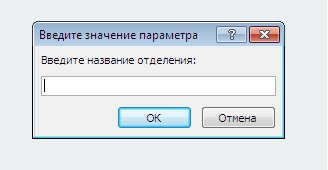 Введите значение параметра
Введите название отделения:
ОК
Отмена